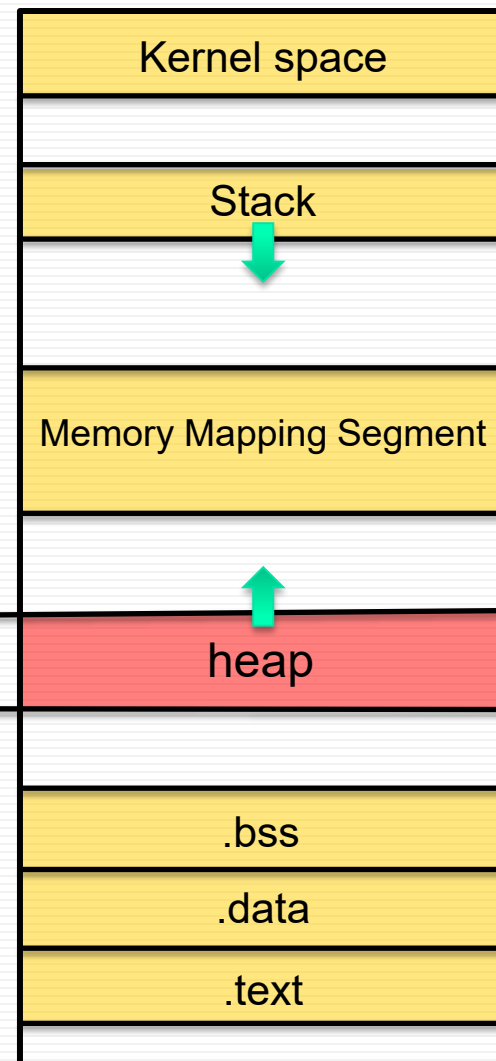 Kernel space
Stack
Memory Mapping Segment
heap
.bss
.data
.text